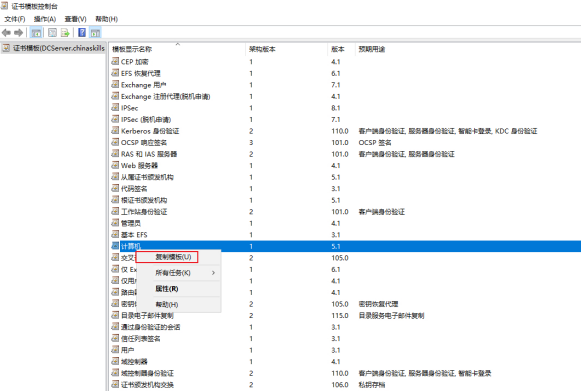 证书模板控制台
文件(F) 操作(A) 查看(V) 帮助(H)
证书模板(DCServer.chinaskills
模板显示名称 架构版本 版本 预期用途
CEP 加密 1 4.1
EFS 恢复代理 1 6.1
Exchange 用户 1 7.1
Exchange 注册代理(脱机申请) 1 4.1
IPSec 1 8.1
IPSec (脱机申请) 1 7.1
Kerberos 身份验证 2 110.0 客户端身份验证, 服务器身份验证, 智能卡登录, KDC 身份验证
OCSP 响应签名 3 101.0 OCSP 签名
RAS 和 IAS 服务器 2 101.0 客户端身份验证, 服务器身份验证
Web 服务器 1 4.1
从属证书颁发机构 1 5.1
代码签名 1 3.1
根证书颁发机构 1 5.1
工作站身份验证 2 101.0 客户端身份验证
管理员 1 4.1
基本 EFS 1 3.1
计算机 1 5.1
交叉 2 105.0
复制模板(U)
仅 Ex 1 6.1
所有任务(K)
仅用 1 4.1
属性(R)
路由 1 4.1
密钥 2 105.0 密钥恢复代理
帮助(H)
目录电子邮件复制 2 115.0 目录服务电子邮件复制
通过身份验证的会话 1 3.1
信任列表签名 1 3.1
用户 1 3.1
域控制器 1 4.1
域控制器身份验证 2 110.0 客户端身份验证, 服务器身份验证, 智能卡登录
证书颁发机构交换 2 106.0 私钥存档